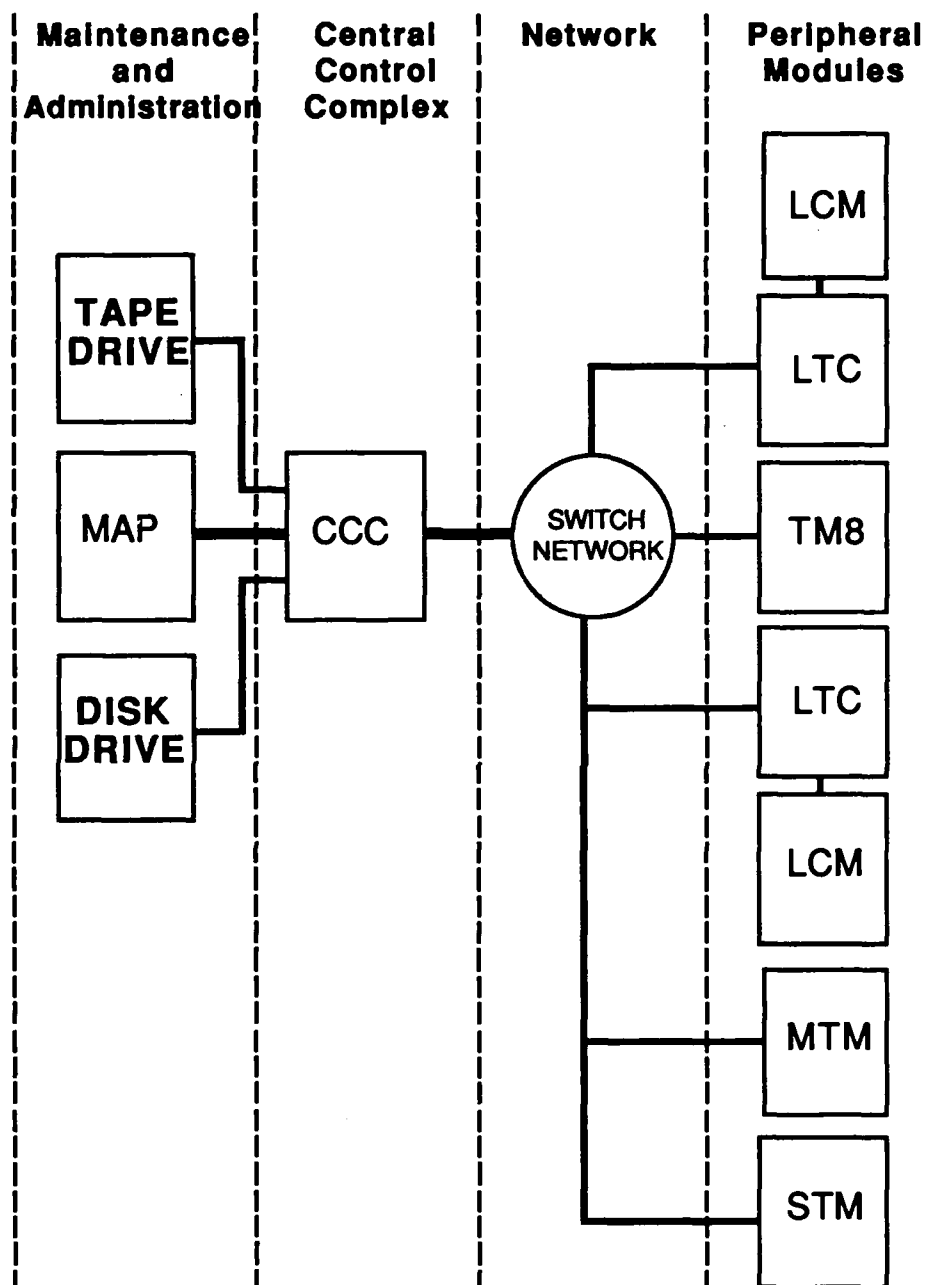 Maintenance
and
Administration
Central
Control
Complex
Network
Peripheral
Modules
TAPE
DRIVE
MAP
DISK
DRIVE
CCC
SWITCH
NETWORK
LCM
LTC
TM8
LTC
LCM
MTM
STM